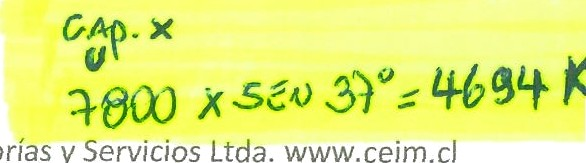 CAP. x
7800 x SEN 37° = 4694 K
orías y Servicios Ltda. www.ceim.cl